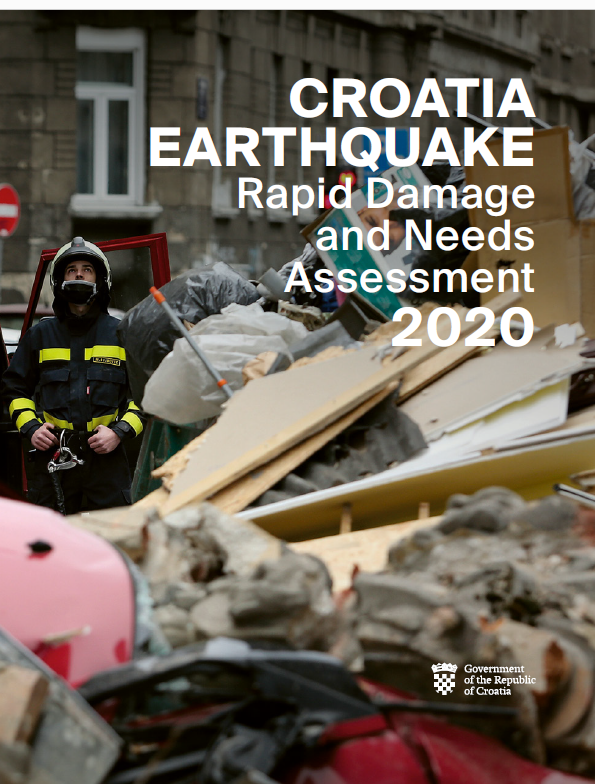 CROATIA
EARTHQUAKE
Rapid Damage
and Needs
Assessment
2020
Government
of the Republic
of Croatia